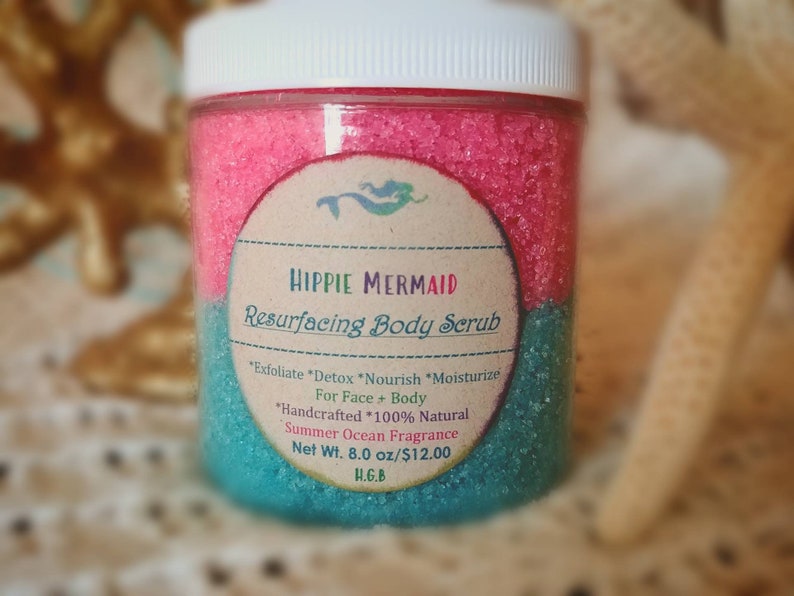 Hippie Mermaid
Resurfacing Body Scrub
*Exfoliate *Detox *Nourish *Moisturize
For Face + Body
*Handcrafted *100% Natural
*Summer Ocean Fragrance
Net Wt. 8.0 oz/$12.00
H.G.B